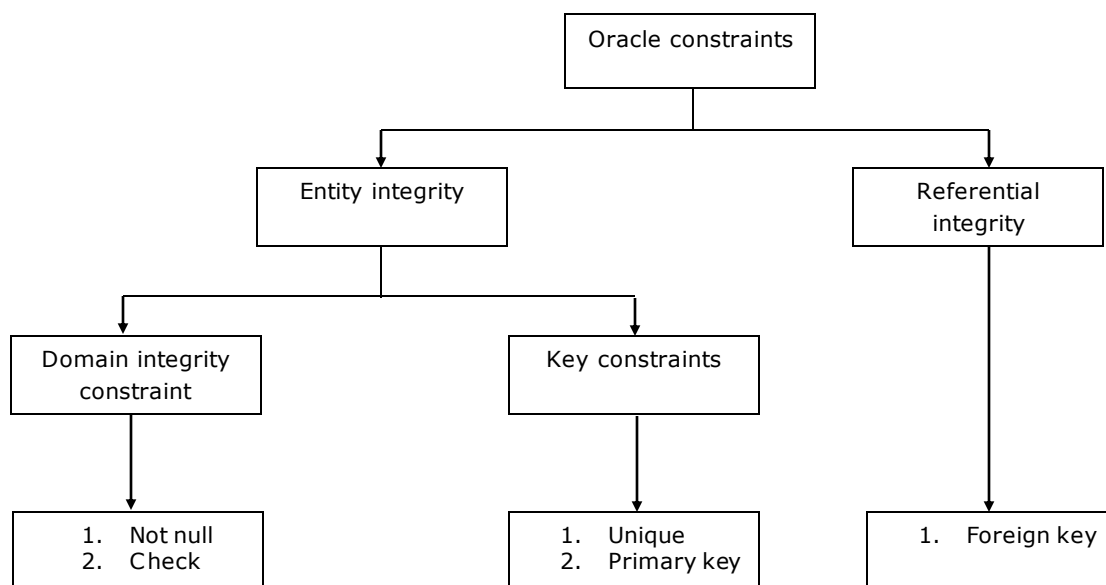 Oracle constraints
Entity integrity
Referential
integrity
Domain integrity
constraint
Key constraints
1. Not null
2. Check
1. Unique
2. Primary key
1. Foreign key